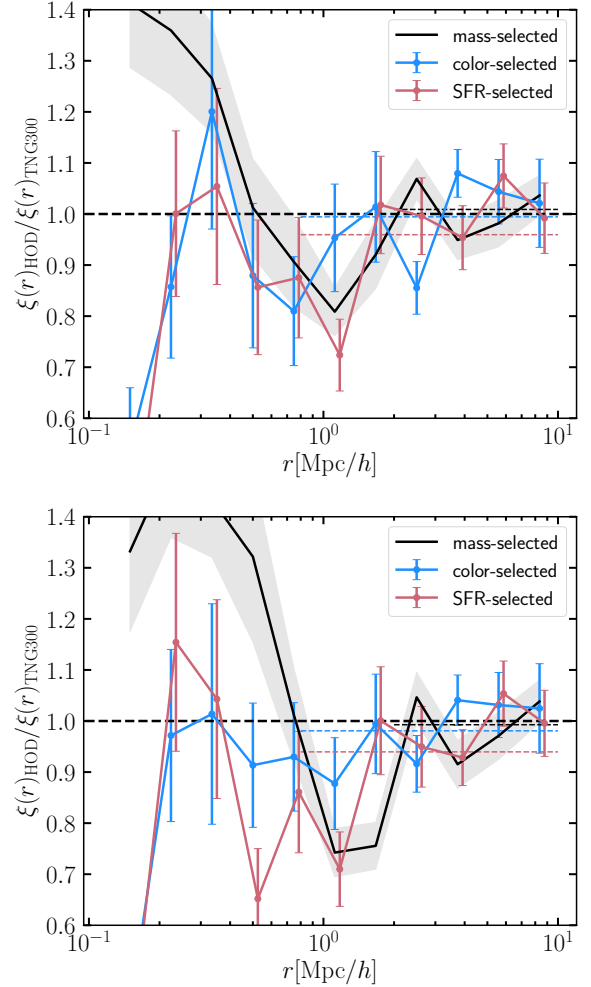 1.4
1.3
1.2
1.1
1.0
0.9
0.8
0.7
0.6
ξ(r)HOD/ξ(r)TNG300
mass-selected
color-selected
SFR-selected
10⁻¹ 10⁰ 10¹
r[Mpc/h]
1.4
1.3
1.2
1.1
1.0
0.9
0.8
0.7
0.6
ξ(r)HOD/ξ(r)TNG300
mass-selected
color-selected
SFR-selected
10⁻¹ 10⁰ 10¹
r[Mpc/h]